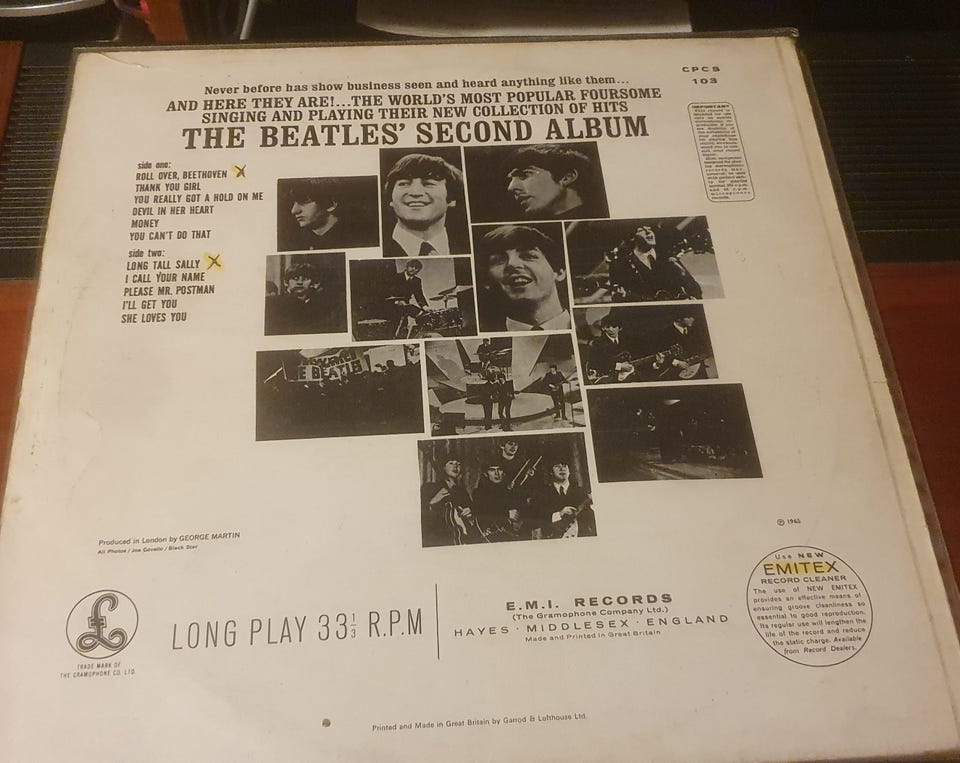 Never before has show business seen and heard anything like them...
AND HERE THEY ARE!...THE WORLD'S MOST POPULAR FOURSOME
SINGING AND PLAYING THEIR NEW COLLECTION OF HITS
THE BEATLES' SECOND ALBUM
CPCS
103
IMPORTANT
side one:
ROLL OVER, BEETHOVEN
THANK YOU GIRL
YOU REALLY GOT A HOLD ON ME
DEVIL IN HER HEART
MONEY
YOU CAN'T DO THAT
side two:
LONG TALL SALLY
I CALL YOUR NAME
PLEASE MR. POSTMAN
I'LL GET YOU
SHE LOVES YOU
Produced in London by GEORGE MARTIN
All Photos / Joe Covello / Black Star
℗ 1965
TRADE MARK OF
THE GRAMOPHONE CO. LTD.
LONG PLAY 33⅓ R.P.M
E.M.I. RECORDS
(The Gramophone Company Ltd.)
HAYES · MIDDLESEX · ENGLAND
Made and Printed in Great Britain
Use NEW
EMITEX
RECORD CLEANER
The use of NEW EMITEX
provides an effective means of
ensuring groove cleanliness so
essential to good reproduction.
Its regular use will lengthen the
life of the record and reduce
the static charge. Available
from Record Dealers.
Printed and Made in Great Britain by Garrod & Lofthouse Ltd.